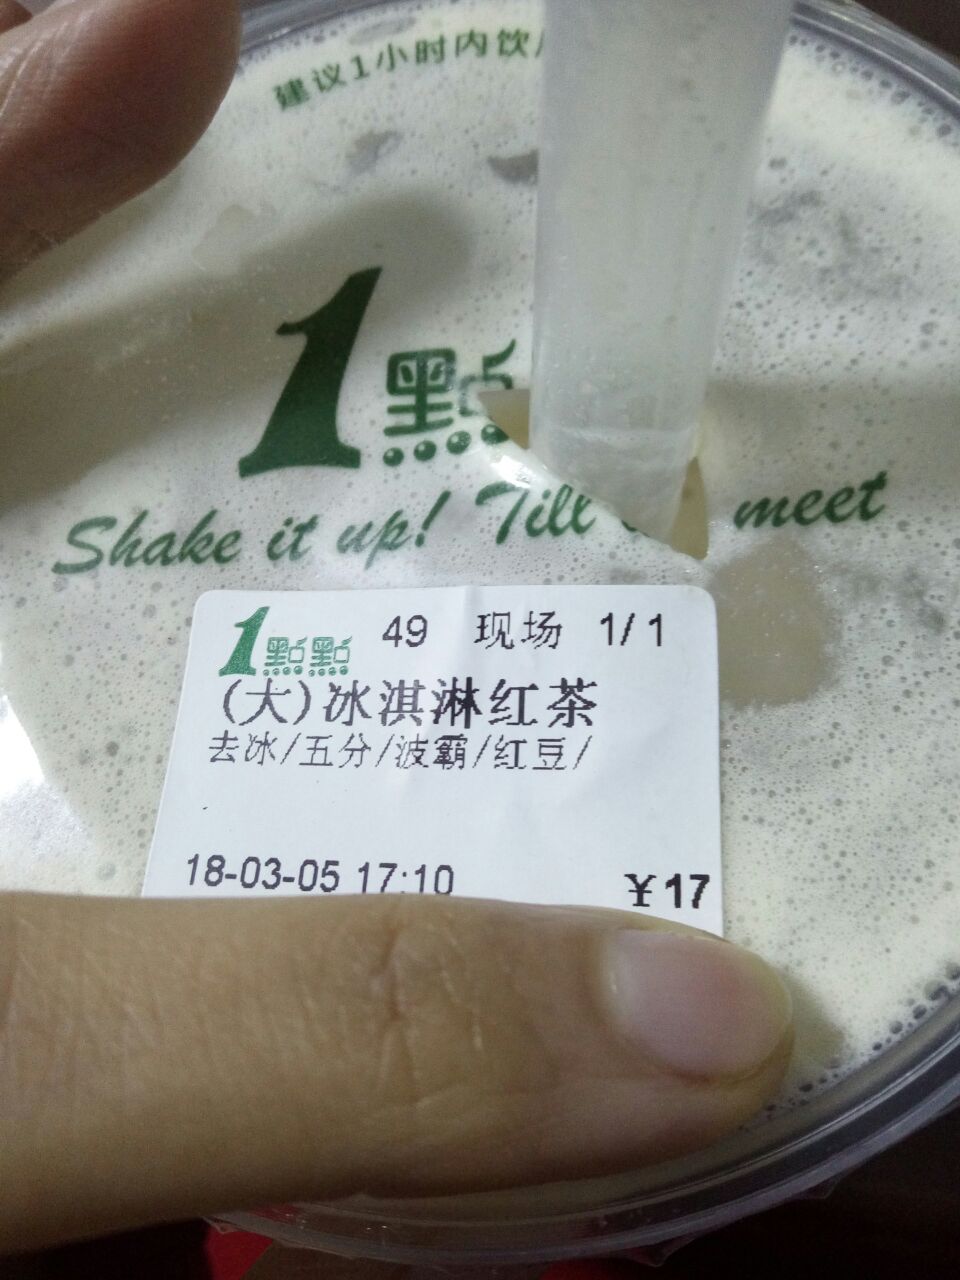 建议1小时内饮
1點
Shake it up! Till meet
1點點 49 现场 1/1
(大)冰淇淋红茶
去冰/五分/波霸/红豆/
18-03-05 17:10 ¥17